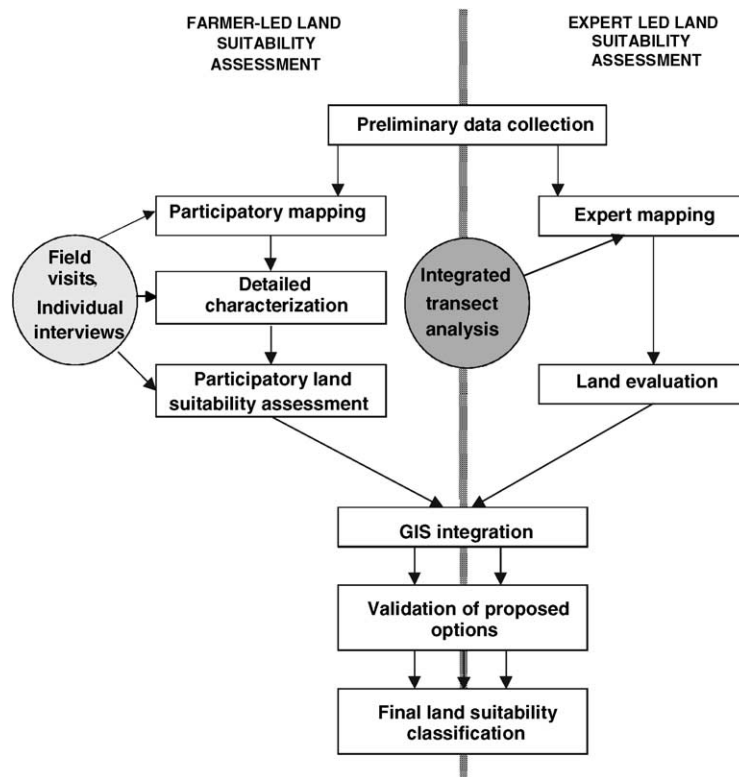 FARMER-LED LAND
SUITABILITY
ASSESSMENT
EXPERT LED LAND
SUITABILITY
ASSESSMENT
Preliminary data collection
Participatory mapping
Expert mapping
Field
visits,
Individual
interviews
Detailed
characterization
Integrated
transect
analysis
Participatory land
suitability assessment
Land evaluation
GIS integration
Validation of proposed
options
Final land suitability
classification